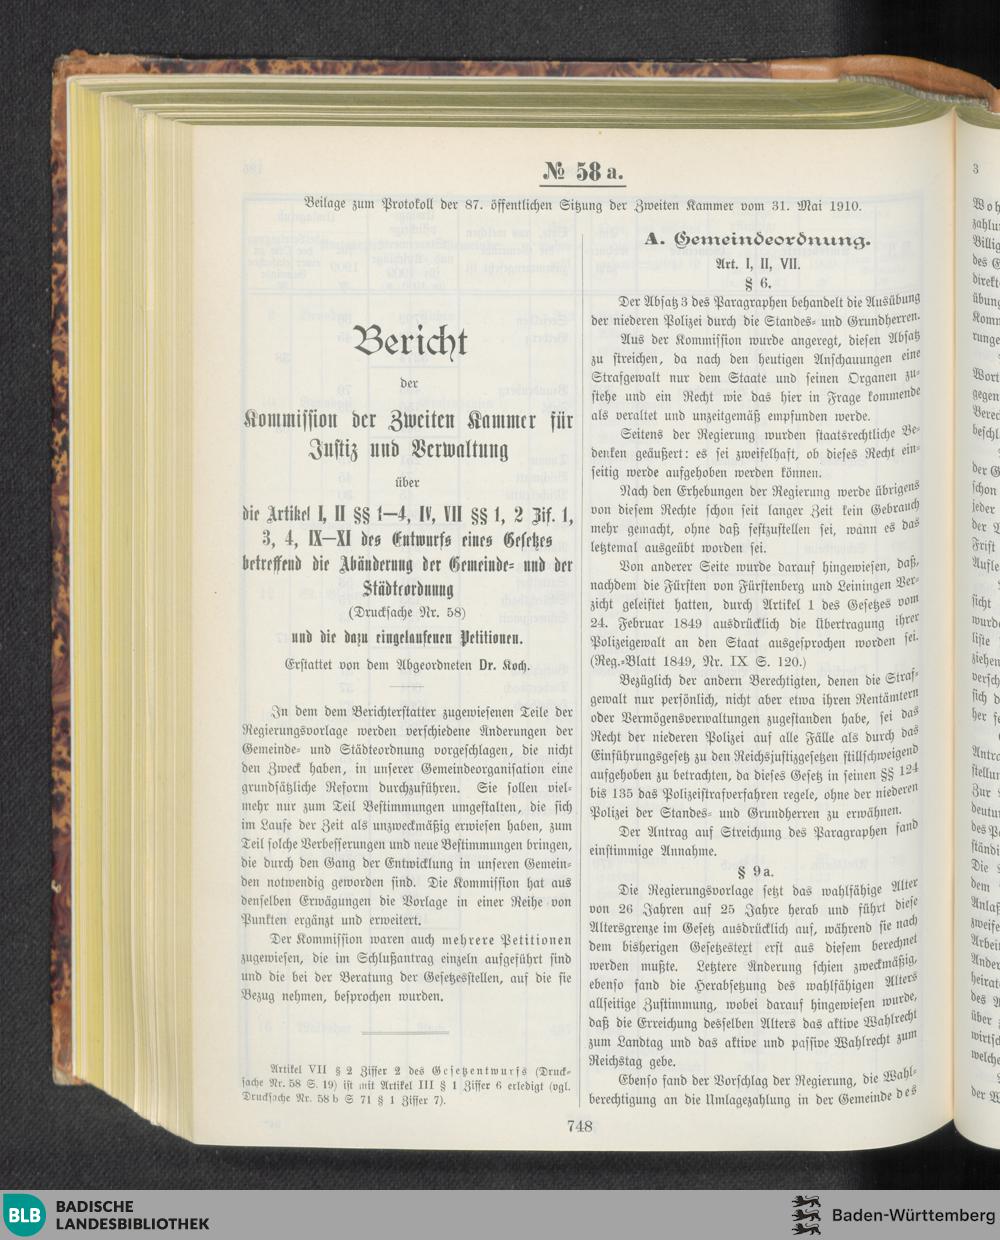 № 58 a.
Beilage zum Protokoll der 87. öffentlichen Sitzung der Zweiten Kammer vom 31. Mai 1910.
Bericht
der
Kommission der Zweiten Kammer für
Justiz und Verwaltung
über
die Artikel I, II §§ 1—4, IV, VII §§ 1, 2 Zif. 1,
3, 4, IX—XI des Entwurfs eines Gesetzes
betreffend die Abänderung der Gemeinde= und der
Städteordnung
(Drucksache Nr. 58)
und die dazu eingelaufenen Petitionen.
Erstattet von dem Abgeordneten Dr. Koch.
In dem dem Berichterstatter zugewiesenen Teile der
Regierungsvorlage werden verschiedene Änderungen der
Gemeinde= und Städteordnung vorgeschlagen, die nicht
den Zweck haben, in unserer Gemeindeorganisation eine
grundsätzliche Reform durchzuführen. Sie sollen viel=
mehr nur zum Teil Bestimmungen umgestalten, die sich
im Laufe der Zeit als unzweckmäßig erwiesen haben, zum
Teil solche Verbesserungen und neue Bestimmungen bringen,
die durch den Gang der Entwicklung in unseren Gemein=
den notwendig geworden sind. Die Kommission hat aus
denselben Erwägungen die Vorlage in einer Reihe von
Punkten ergänzt und erweitert.
Der Kommission waren auch mehrere Petitionen
zugewiesen, die im Schlußantrag einzeln aufgeführt sind
und die bei der Beratung der Gesetzesstellen, auf die sie
Bezug nehmen, besprochen wurden.
Artikel VII § 2 Ziffer 2 des Gesetzentwurfs (Druck=
sache Nr. 58 S. 19) ist mit Artikel III § 1 Ziffer 6 erledigt (vgl.
Drucksache Nr. 58 b S 71 § 1 Ziffer 7).
A. Gemeindeordnung.
Art. I, II, VII.
§ 6.
Der Absatz 3 des Paragraphen behandelt die Ausübung
der niederen Polizei durch die Standes= und Grundherren.
Aus der Kommission wurde angeregt, diesen Absatz
zu streichen, da nach den heutigen Anschauungen eine
Strafgewalt nur dem Staate und seinen Organen zu=
stehe und ein Recht wie das hier in Frage kommende
als veraltet und unzeitgemäß empfunden werde.
Seitens der Regierung wurden staatsrechtliche Be=
denken geäußert: es sei zweifelhaft, ob dieses Recht ein=
seitig werde aufgehoben werden können.
Nach den Erhebungen der Regierung werde übrigens
von diesem Rechte schon seit langer Zeit kein Gebrauch
mehr gemacht, ohne daß festzustellen sei, wann es das
letztemal ausgeübt worden sei.
Von anderer Seite wurde darauf hingewiesen, daß,
nachdem die Fürsten von Fürstenberg und Leiningen Ver=
zicht geleistet hatten, durch Artikel 1 des Gesetzes vom
24. Februar 1849 ausdrücklich die Übertragung ihrer
Polizeigewalt an den Staat ausgesprochen worden sei.
(Reg.=Blatt 1849, Nr. IX S. 120.)
Bezüglich der andern Berechtigten, denen die Straf=
gewalt nur persönlich, nicht aber etwa ihren Rentämtern
oder Vermögensverwaltungen zugestanden habe, sei das
Recht der niederen Polizei auf alle Fälle als durch das
Einführungsgesetz zu den Reichsjustizgesetzen stillschweigend
aufgehoben zu betrachten, da dieses Gesetz in seinen §§ 124
bis 135 das Polizeistrafverfahren regele, ohne der niederen
Polizei der Standes= und Grundherren zu erwähnen.
Der Antrag auf Streichung des Paragraphen fand
einstimmige Annahme.
§ 9 a.
Die Regierungsvorlage setzt das wahlfähige Alter
von 26 Jahren auf 25 Jahre herab und führt diese
Altersgrenze im Gesetz ausdrücklich auf, während sie nach
dem bisherigen Gesetzestext erst aus diesem berechnet
werden mußte. Letztere Änderung schien zweckmäßig,
ebenso fand die Herabsetzung des wahlfähigen Alters
allseitige Zustimmung, wobei darauf hingewiesen wurde,
daß die Erreichung desselben Alters das aktive Wahlrecht
zum Landtag und das aktive und passive Wahlrecht zum
Reichstag gebe.
Ebenso fand der Vorschlag der Regierung, die Wahl=
berechtigung an die Umlagezahlung in der Gemeinde des
748
BLB BADISCHE
LANDESBIBLIOTHEK
Baden-Württemberg